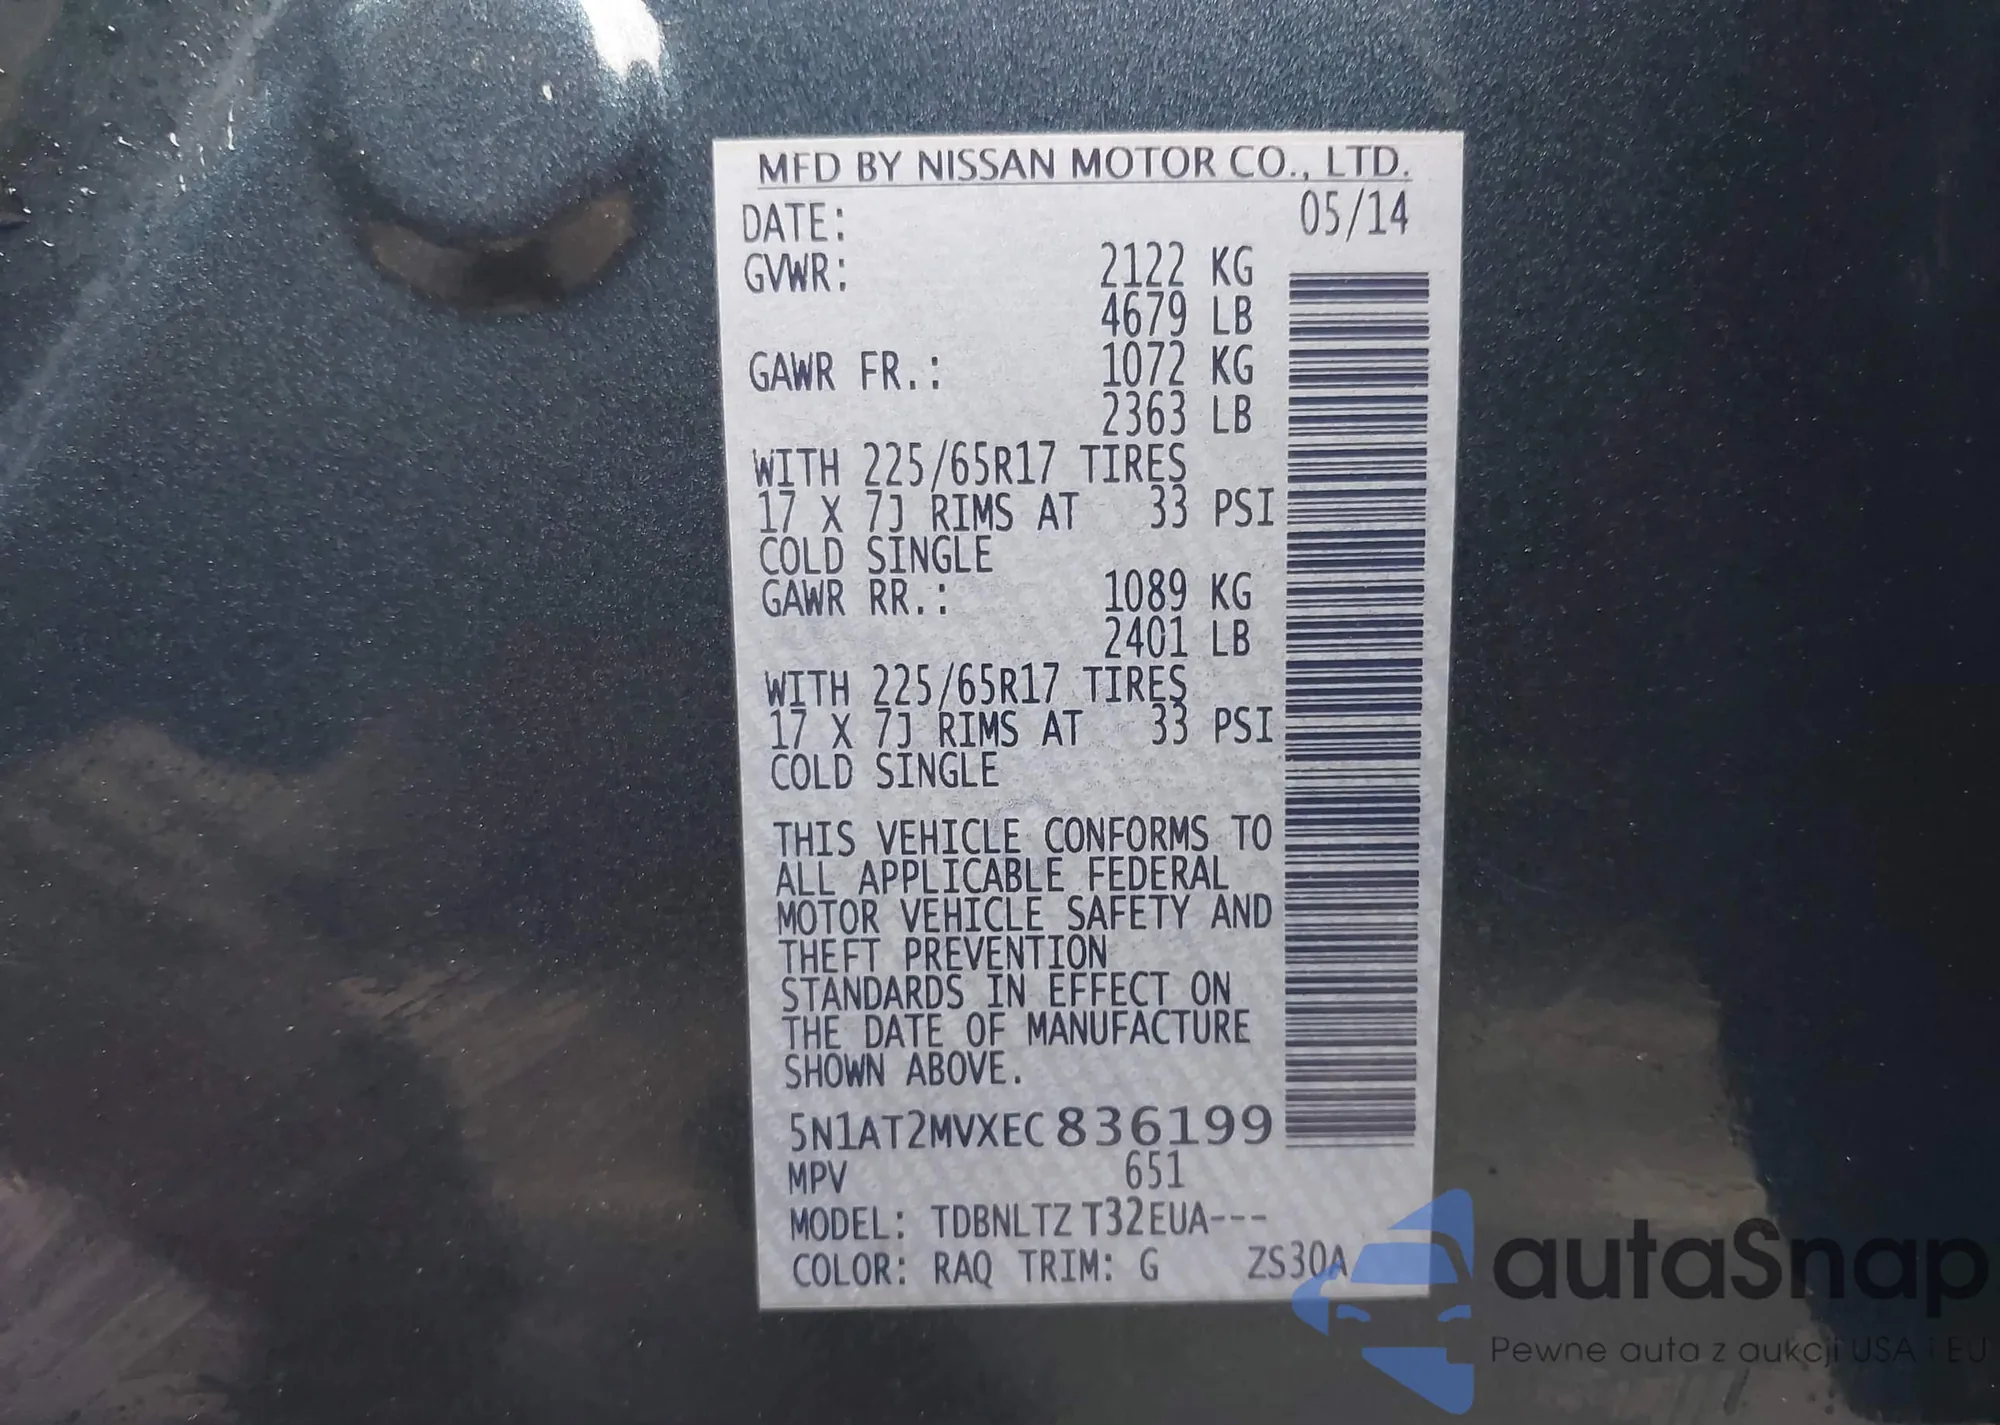 MFD BY NISSAN MOTOR CO., LTD.
DATE: 05/14
GVWR: 2122 KG
4679 LB
GAWR FR.: 1072 KG
2363 LB
WITH 225/65R17 TIRES
17 X 7J RIMS AT 33 PSI
COLD SINGLE
GAWR RR.: 1089 KG
2401 LB
WITH 225/65R17 TIRES
17 X 7J RIMS AT 33 PSI
COLD SINGLE
THIS VEHICLE CONFORMS TO
ALL APPLICABLE FEDERAL
MOTOR VEHICLE SAFETY AND
THEFT PREVENTION
STANDARDS IN EFFECT ON
THE DATE OF MANUFACTURE
SHOWN ABOVE.
5N1AT2MVXEC836199
MPV 651
MODEL: TDBNLTZ T32EUA---
COLOR: RAQ TRIM: G ZS30A
autaSnap
Pewne auta z aukcji USA i EU